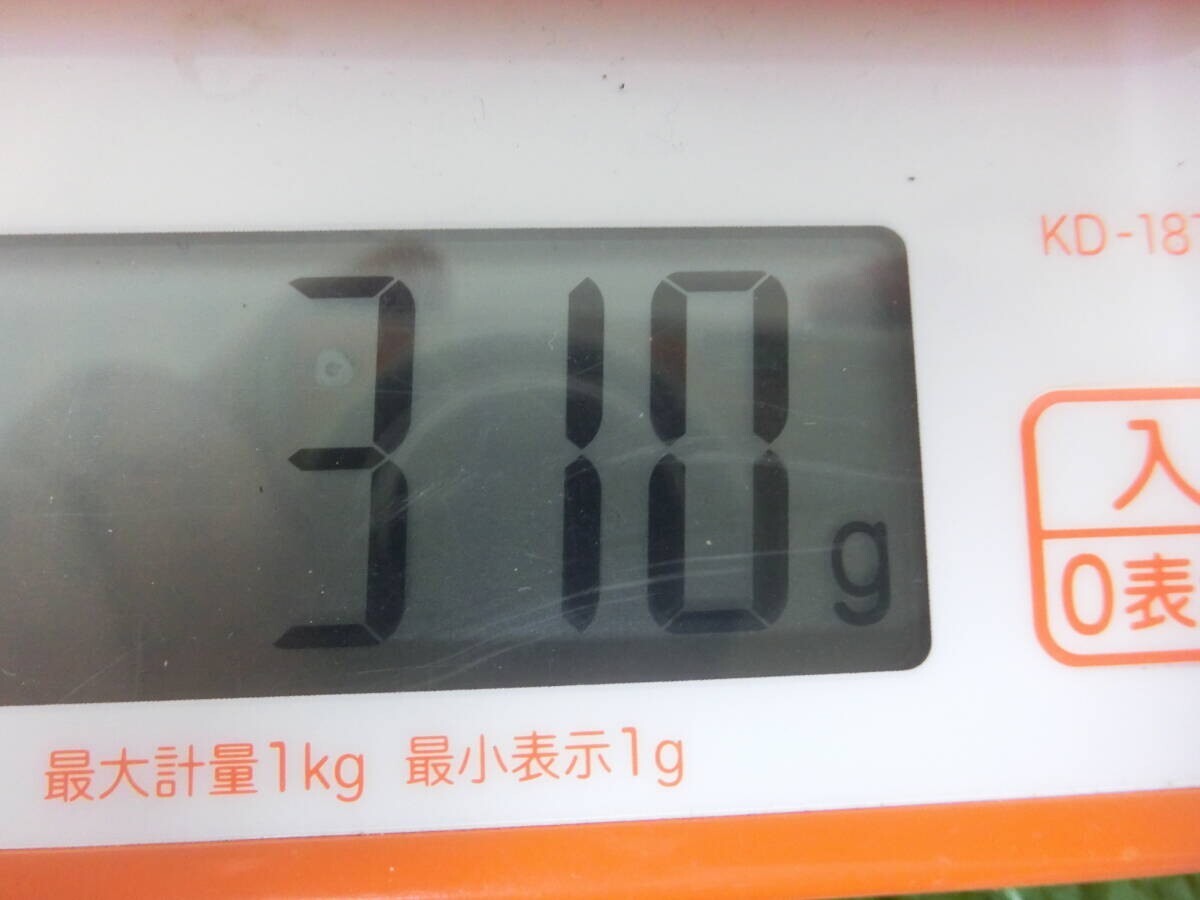 KD-18
310g
入
0表
最大計量1kg 最小表示1g